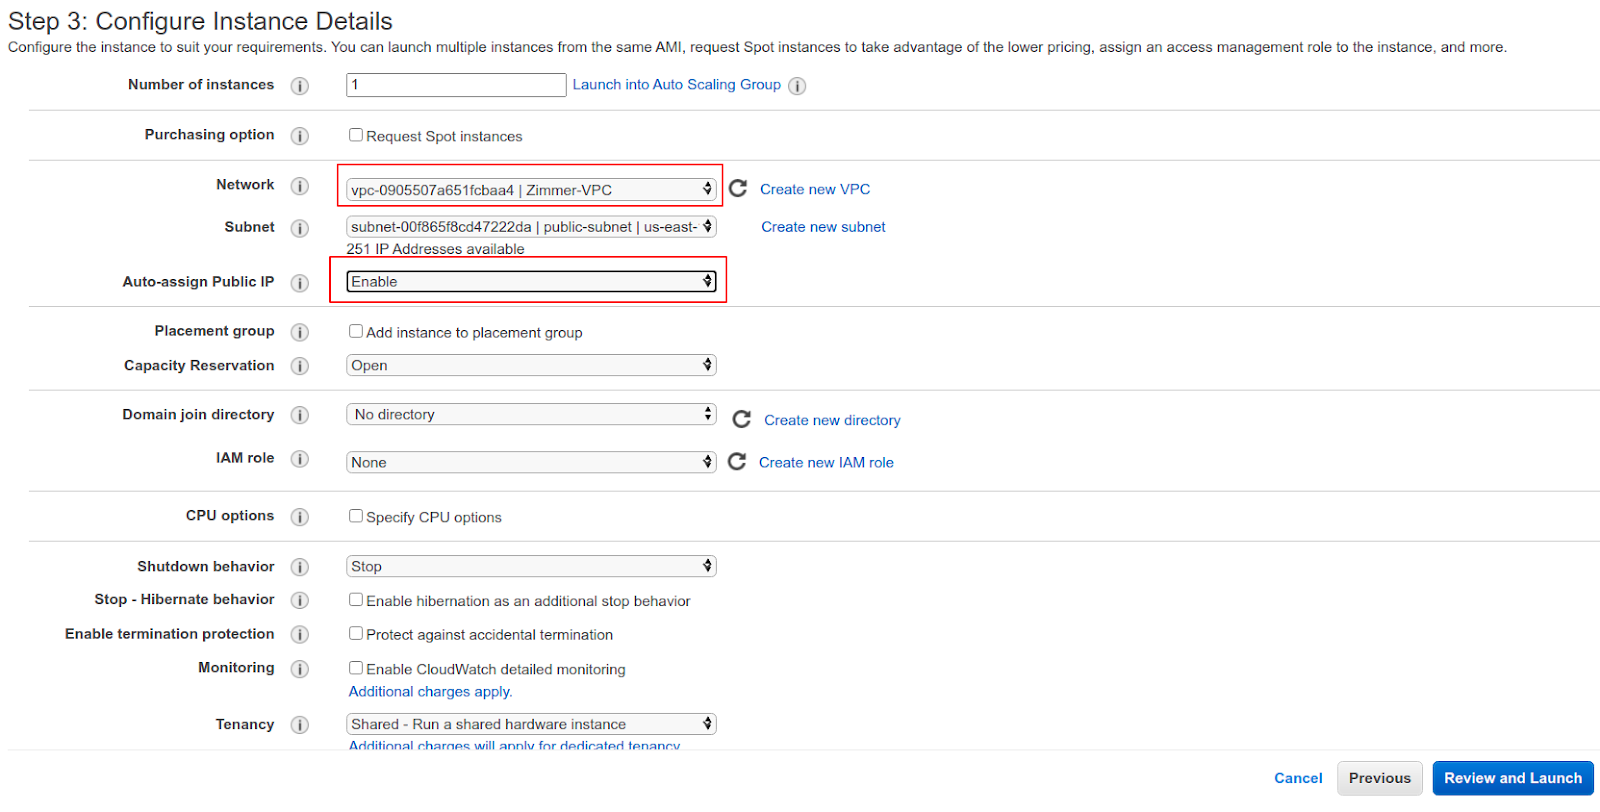 Step 3: Configure Instance Details
Configure the instance to suit your requirements. You can launch multiple instances from the same AMI, request Spot instances to take advantage of the lower pricing, assign an access management role to the instance, and more.
Number of instances i 1 Launch into Auto Scaling Group i
Purchasing option i Request Spot instances
Network i vpc-0905507a651fcbaa4 | Zimmer-VPC Create new VPC
Subnet i subnet-00f865f8cd47222da | public-subnet | us-east- Create new subnet
251 IP Addresses available
Auto-assign Public IP i Enable
Placement group i Add instance to placement group
Capacity Reservation i Open
Domain join directory i No directory Create new directory
IAM role i None Create new IAM role
CPU options i Specify CPU options
Shutdown behavior i Stop
Stop - Hibernate behavior i Enable hibernation as an additional stop behavior
Enable termination protection i Protect against accidental termination
Monitoring i Enable CloudWatch detailed monitoring
Additional charges apply.
Tenancy i Shared - Run a shared hardware instance
Additional charges will apply for dedicated tenancy
Cancel Previous Review and Launch